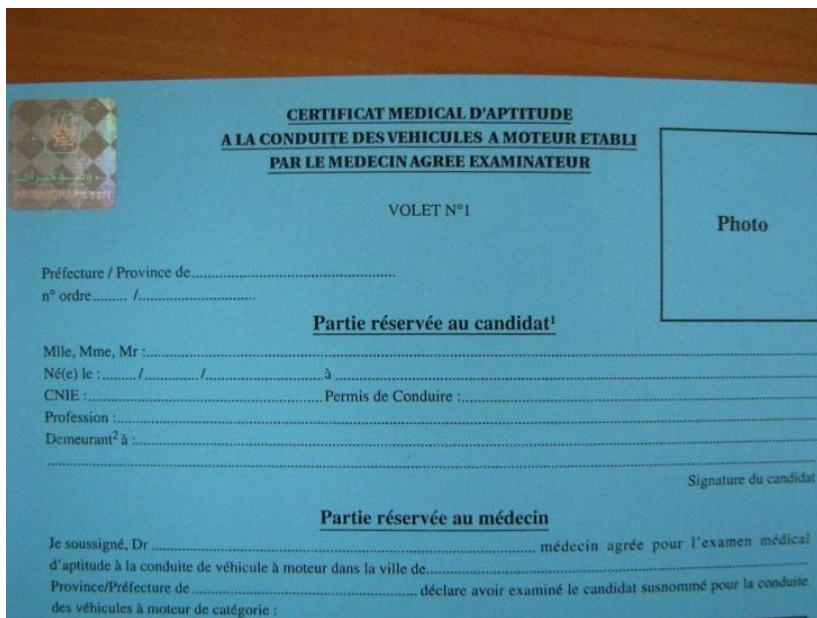 CERTIFICAT MEDICAL D'APTITUDE
A LA CONDUITE DES VEHICULES A MOTEUR ETABLI
PAR LE MEDECIN AGREE EXAMINATEUR
VOLET N°1
Photo
Préfecture / Province de....................
n° ordre......... /....................
Partie réservée au candidat¹
Mlle, Mme, Mr :....................
Né(e) le :......../............/.................... à ....................
CNIE :.................... Permis de Conduire :....................
Profession :....................
Demeurant² à :....................
Signature du candidat
Partie réservée au médecin
Je soussigné, Dr .................... médecin agrée pour l'examen médical
d'aptitude à la conduite de véhicule à moteur dans la ville de....................
Province/Préfecture de .................... déclare avoir examiné le candidat susnommé pour la conduite
des véhicules à moteur de catégorie :